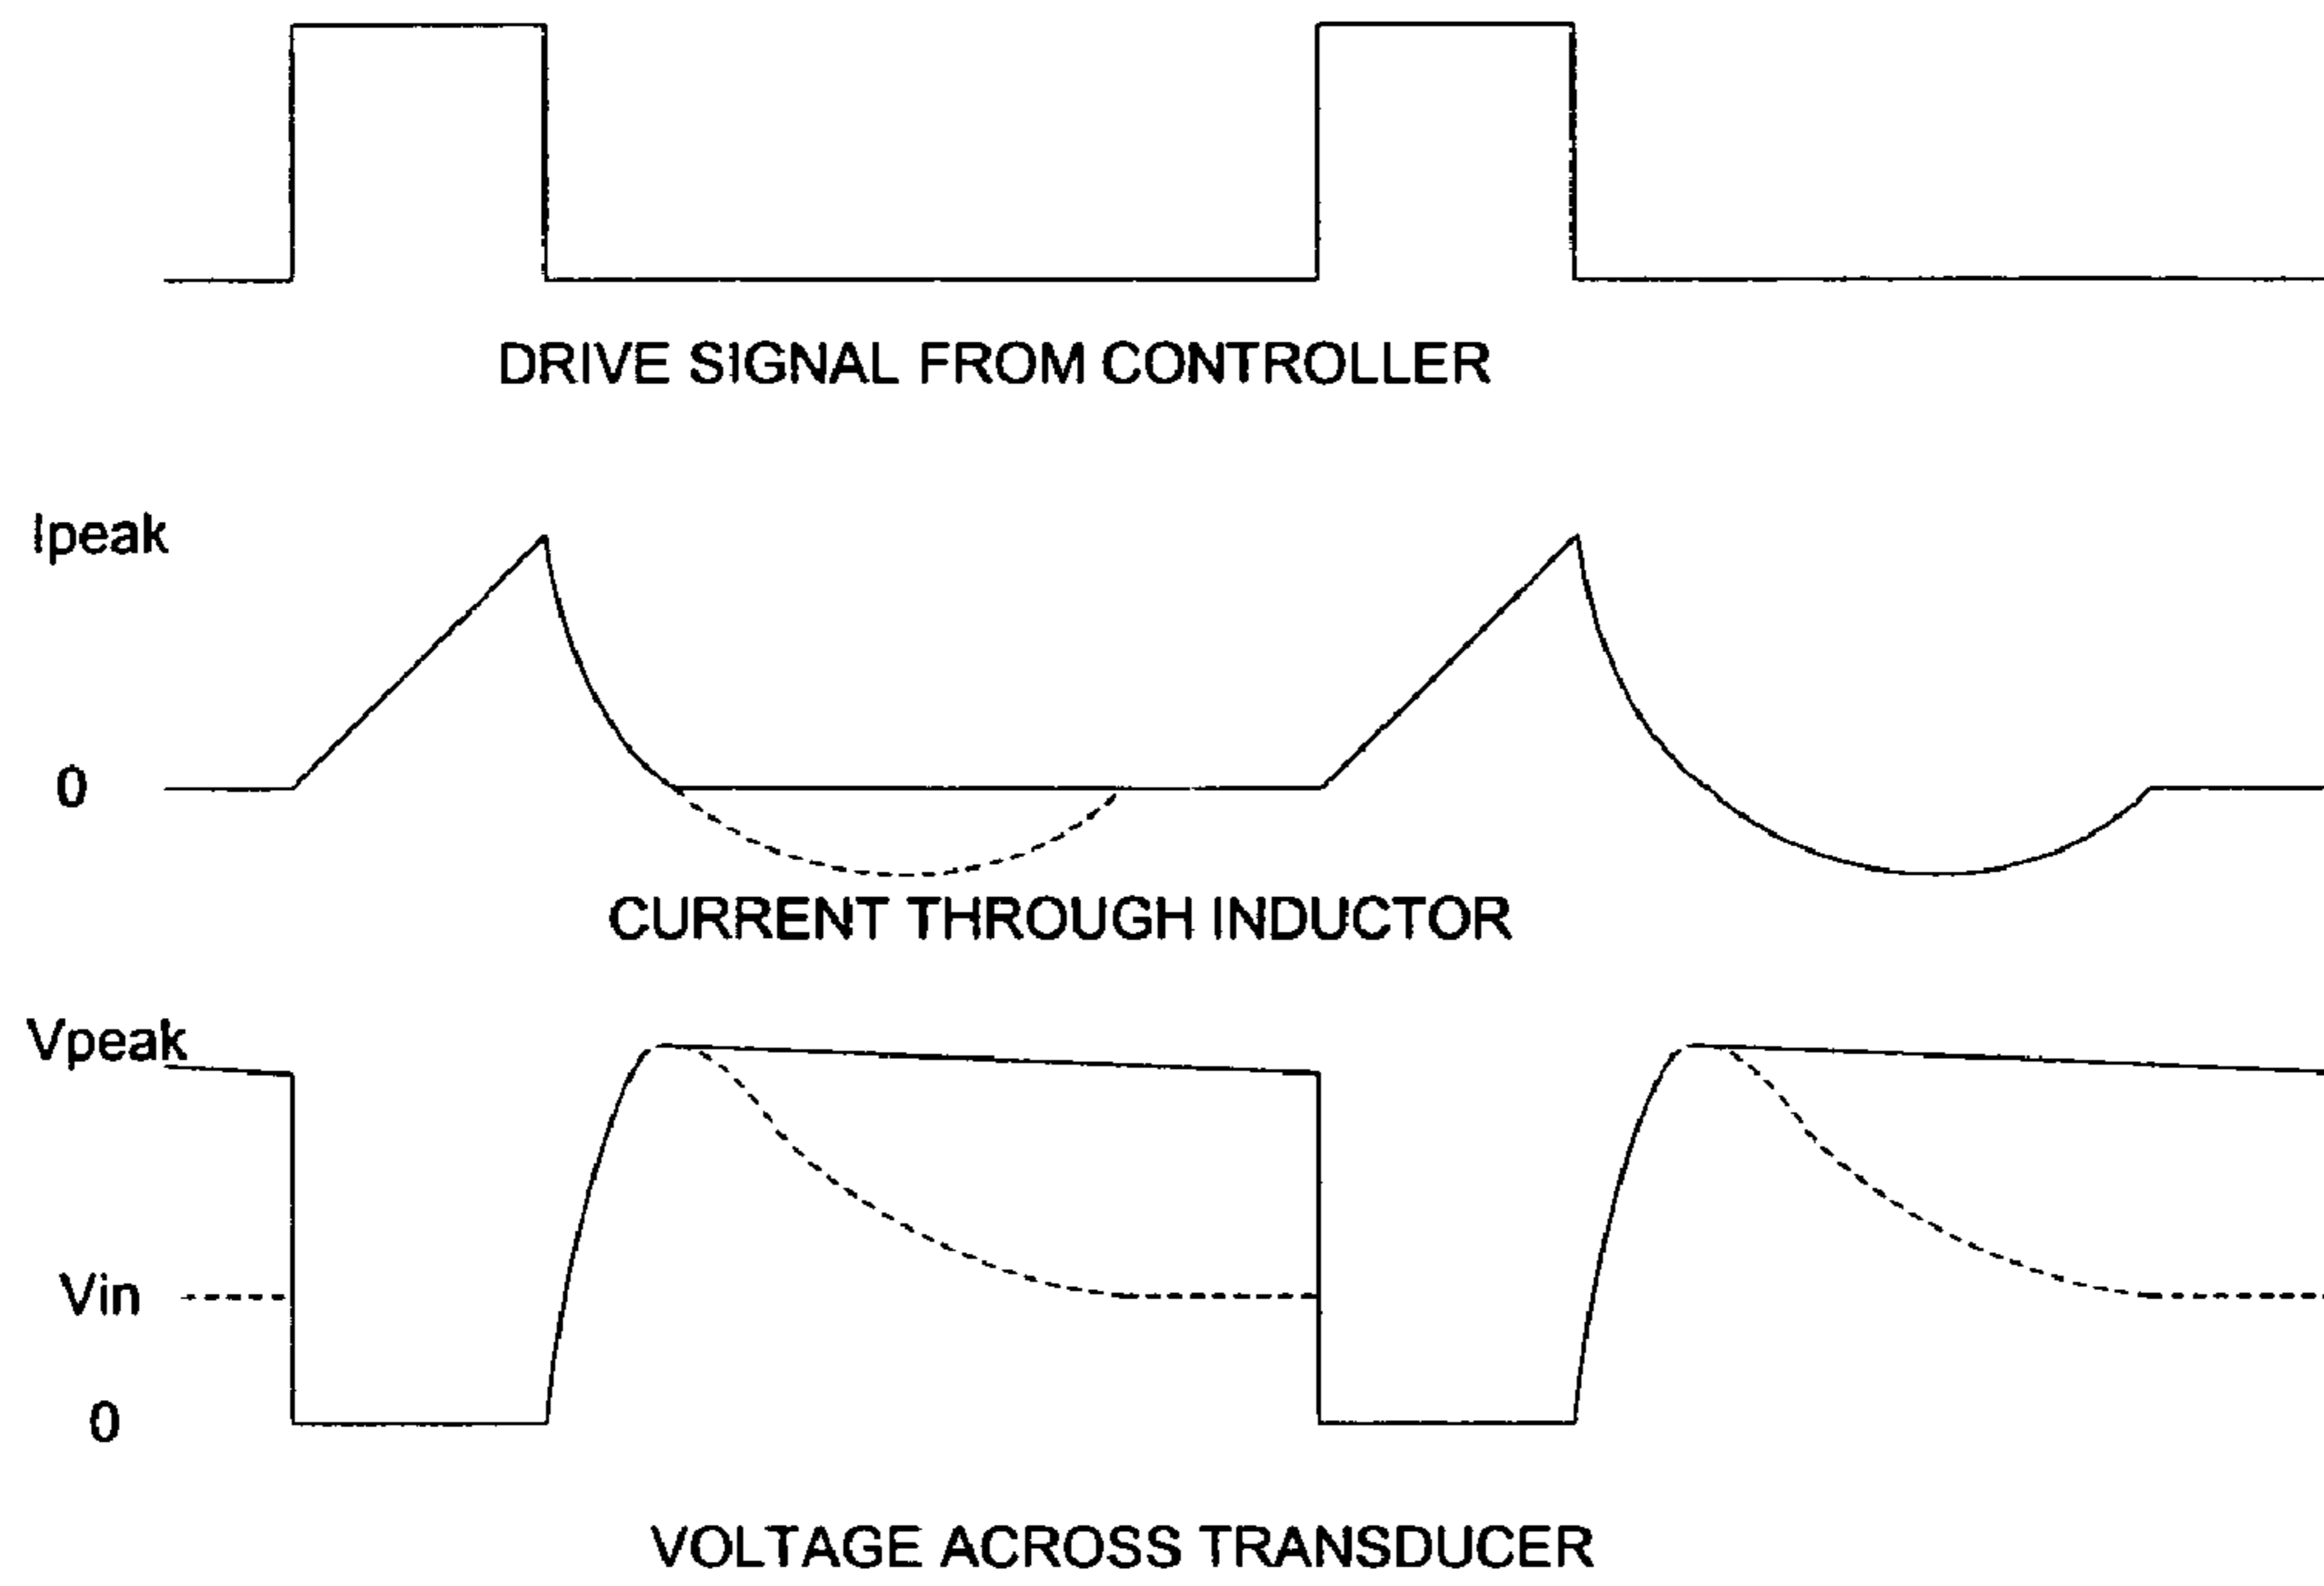 DRIVE SIGNAL FROM CONTROLLER
Ipeak
0
CURRENT THROUGH INDUCTOR
Vpeak
Vin
0
VOLTAGE ACROSS TRANSDUCER